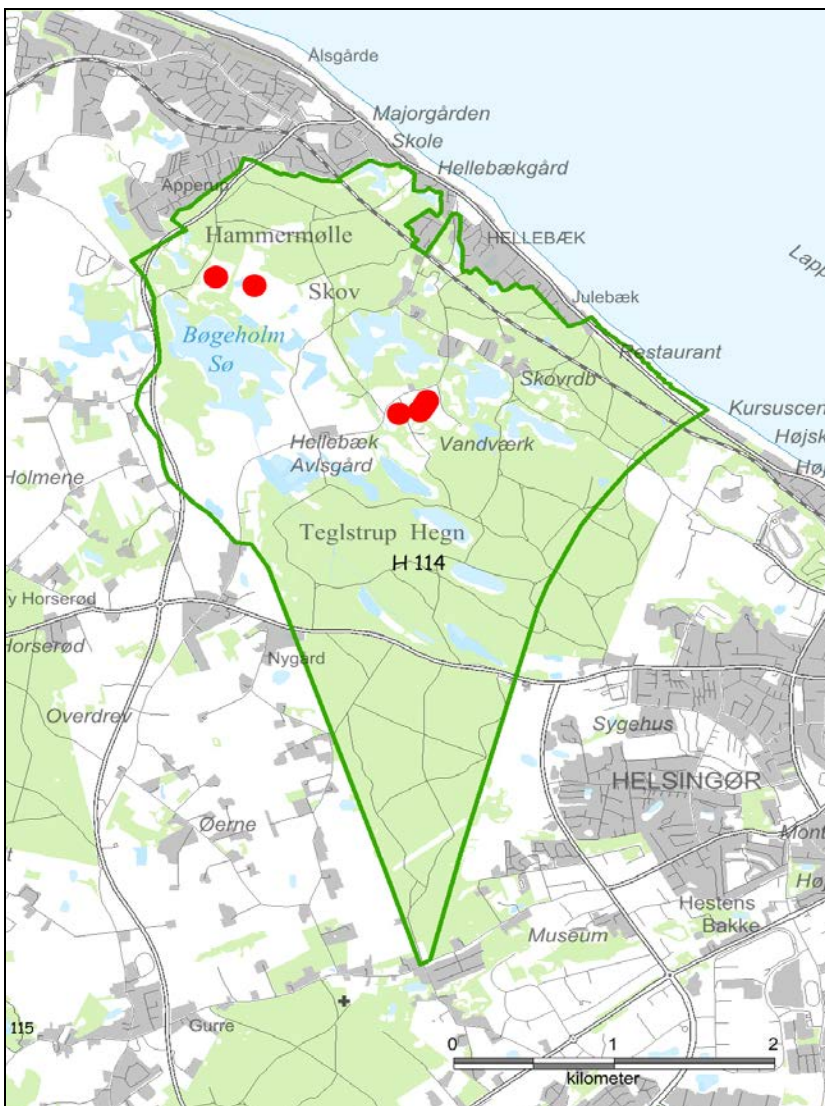 Ålsgårde
Majorgården
Skole
Hellebækgård
Apperup
Hammermølle
HELLEBÆK
Lapp
Skov
Julebæk
Bøgeholm
Sø
Restaurant
Skovrdb
Kursuscen
Højsk
Høj
Hellebæk
Avlsgård
Vandværk
Holmene
Teglstrup Hegn
H 114
y Horserød
Horserød
Nygård
Overdrev
Sygehus
HELSINGØR
Øerne
Mont
t
Høj
Hestens
Bakke
Museum
115
Gurre
0 1 2
kilometer